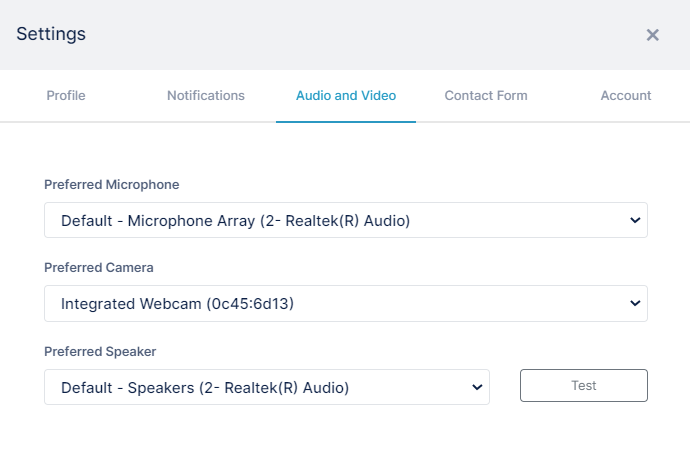 Settings
Profile Notifications Audio and Video Contact Form Account
Preferred Microphone
Default - Microphone Array (2- Realtek(R) Audio)
Preferred Camera
Integrated Webcam (0c45:6d13)
Preferred Speaker
Default - Speakers (2- Realtek(R) Audio) Test